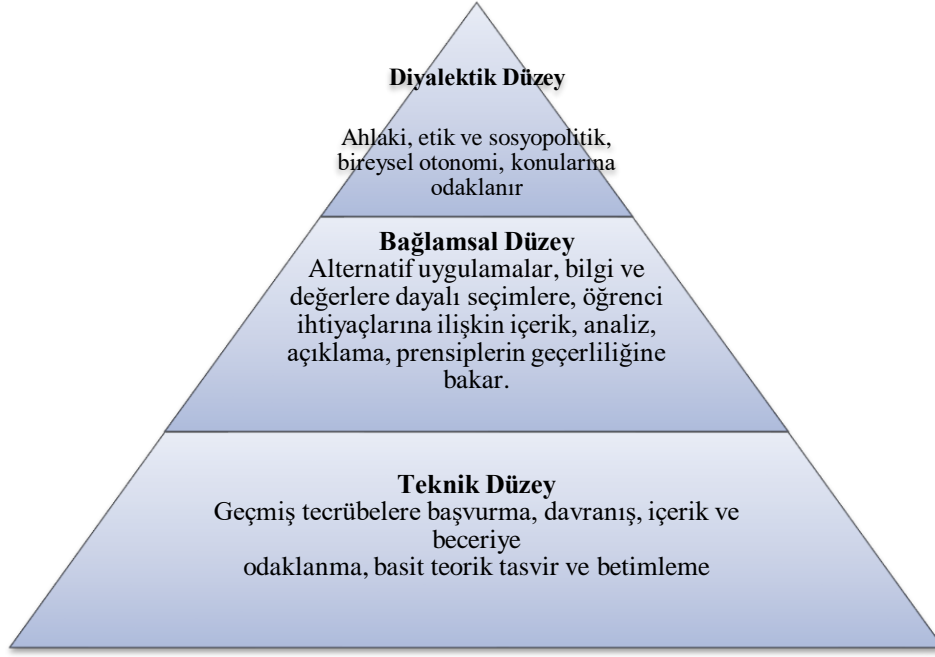 Diyalektik Düzey
Ahlaki, etik ve sosyopolitik,
bireysel otonomi, konularına
odaklanır
Bağlamsal Düzey
Alternatif uygulamalar, bilgi ve
değerlere dayalı seçimlere, öğrenci
ihtiyaçlarına ilişkin içerik, analiz,
açıklama, prensiplerin geçerliliğine
bakar.
Teknik Düzey
Geçmiş tecrübelere başvurma, davranış, içerik ve
beceriye
odaklanma, basit teorik tasvir ve betimleme